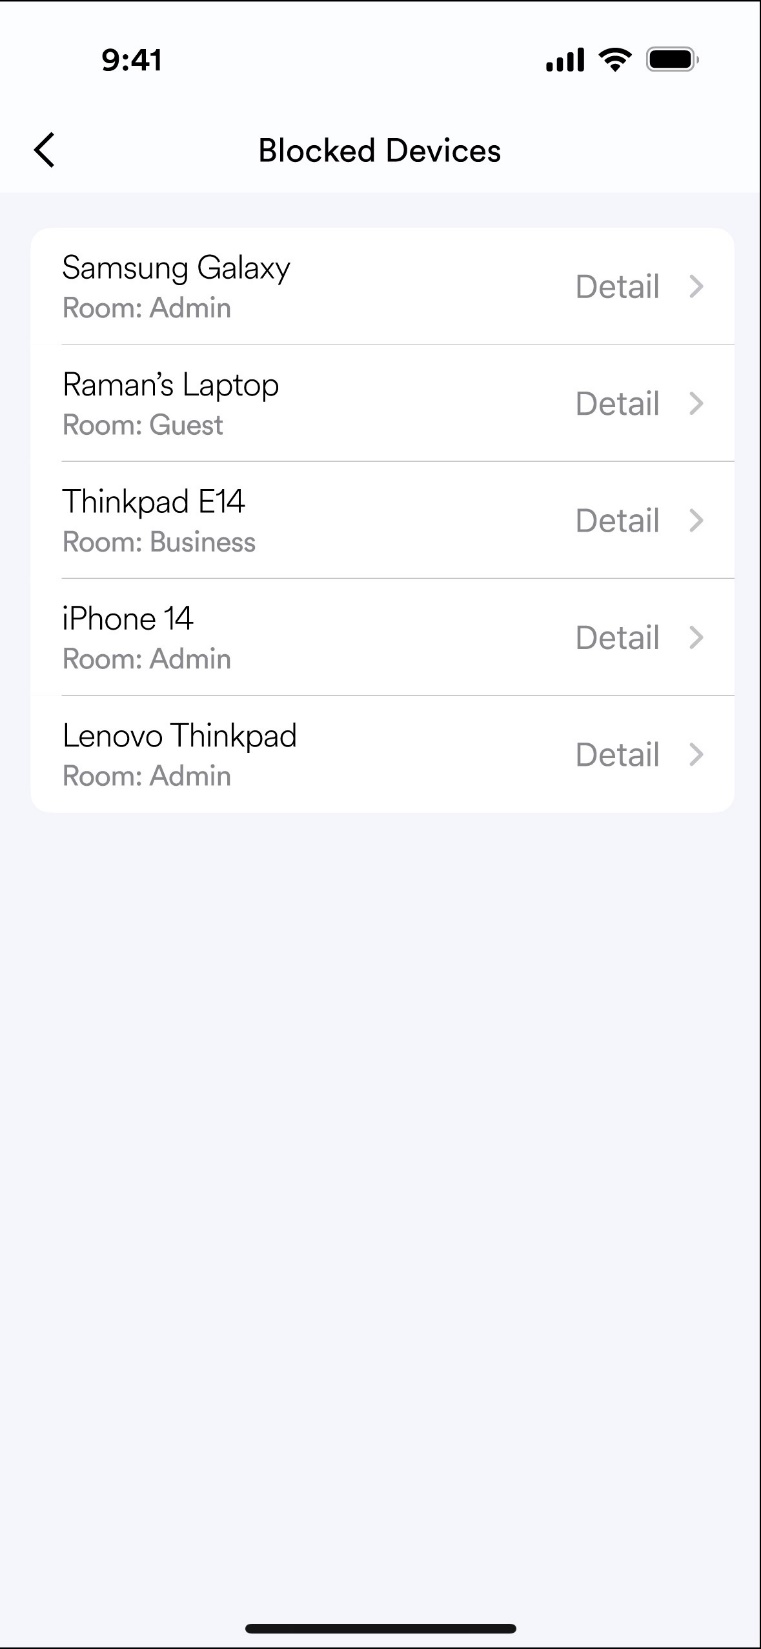 9:41
Blocked Devices
Samsung Galaxy
Room: Admin
Detail
Raman’s Laptop
Room: Guest
Detail
Thinkpad E14
Room: Business
Detail
iPhone 14
Room: Admin
Detail
Lenovo Thinkpad
Room: Admin
Detail